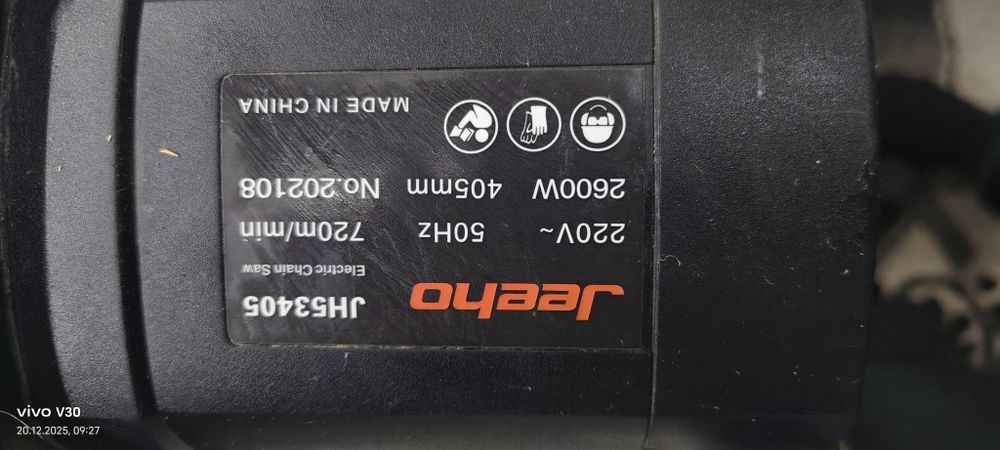 Jeeho JH53405
Electric Chain Saw
220V~ 50Hz 720m/min
2600W 405mm No.202108
MADE IN CHINA
vivo V30
20.12.2025, 09:27